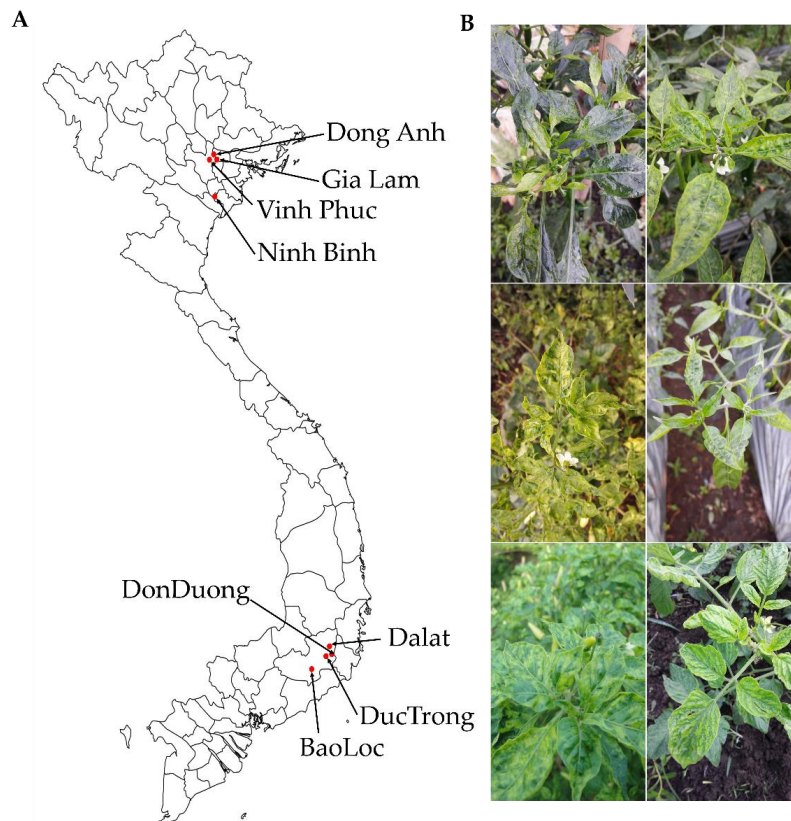 A
B
Dong Anh
Gia Lam
Vinh Phuc
Ninh Binh
DonDuong
Dalat
DucTrong
BaoLoc